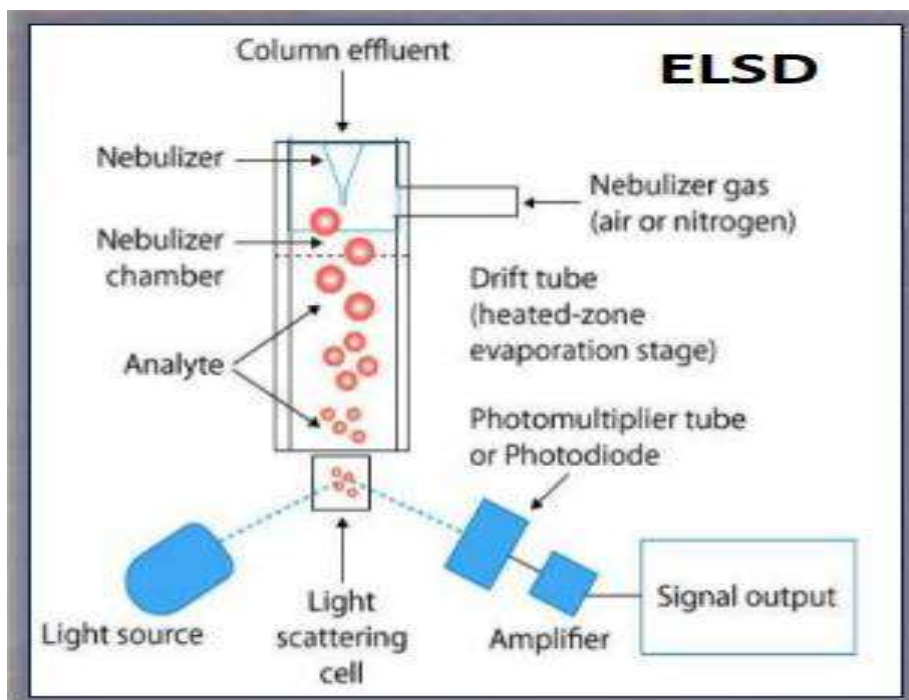 Column effluent
ELSD
Nebulizer
Nebulizer gas
(air or nitrogen)
Nebulizer
chamber
Drift tube
(heated-zone
evaporation stage)
Analyte
Photomultiplier tube
or Photodiode
Light source
Light
scattering
cell
Amplifier
Signal output